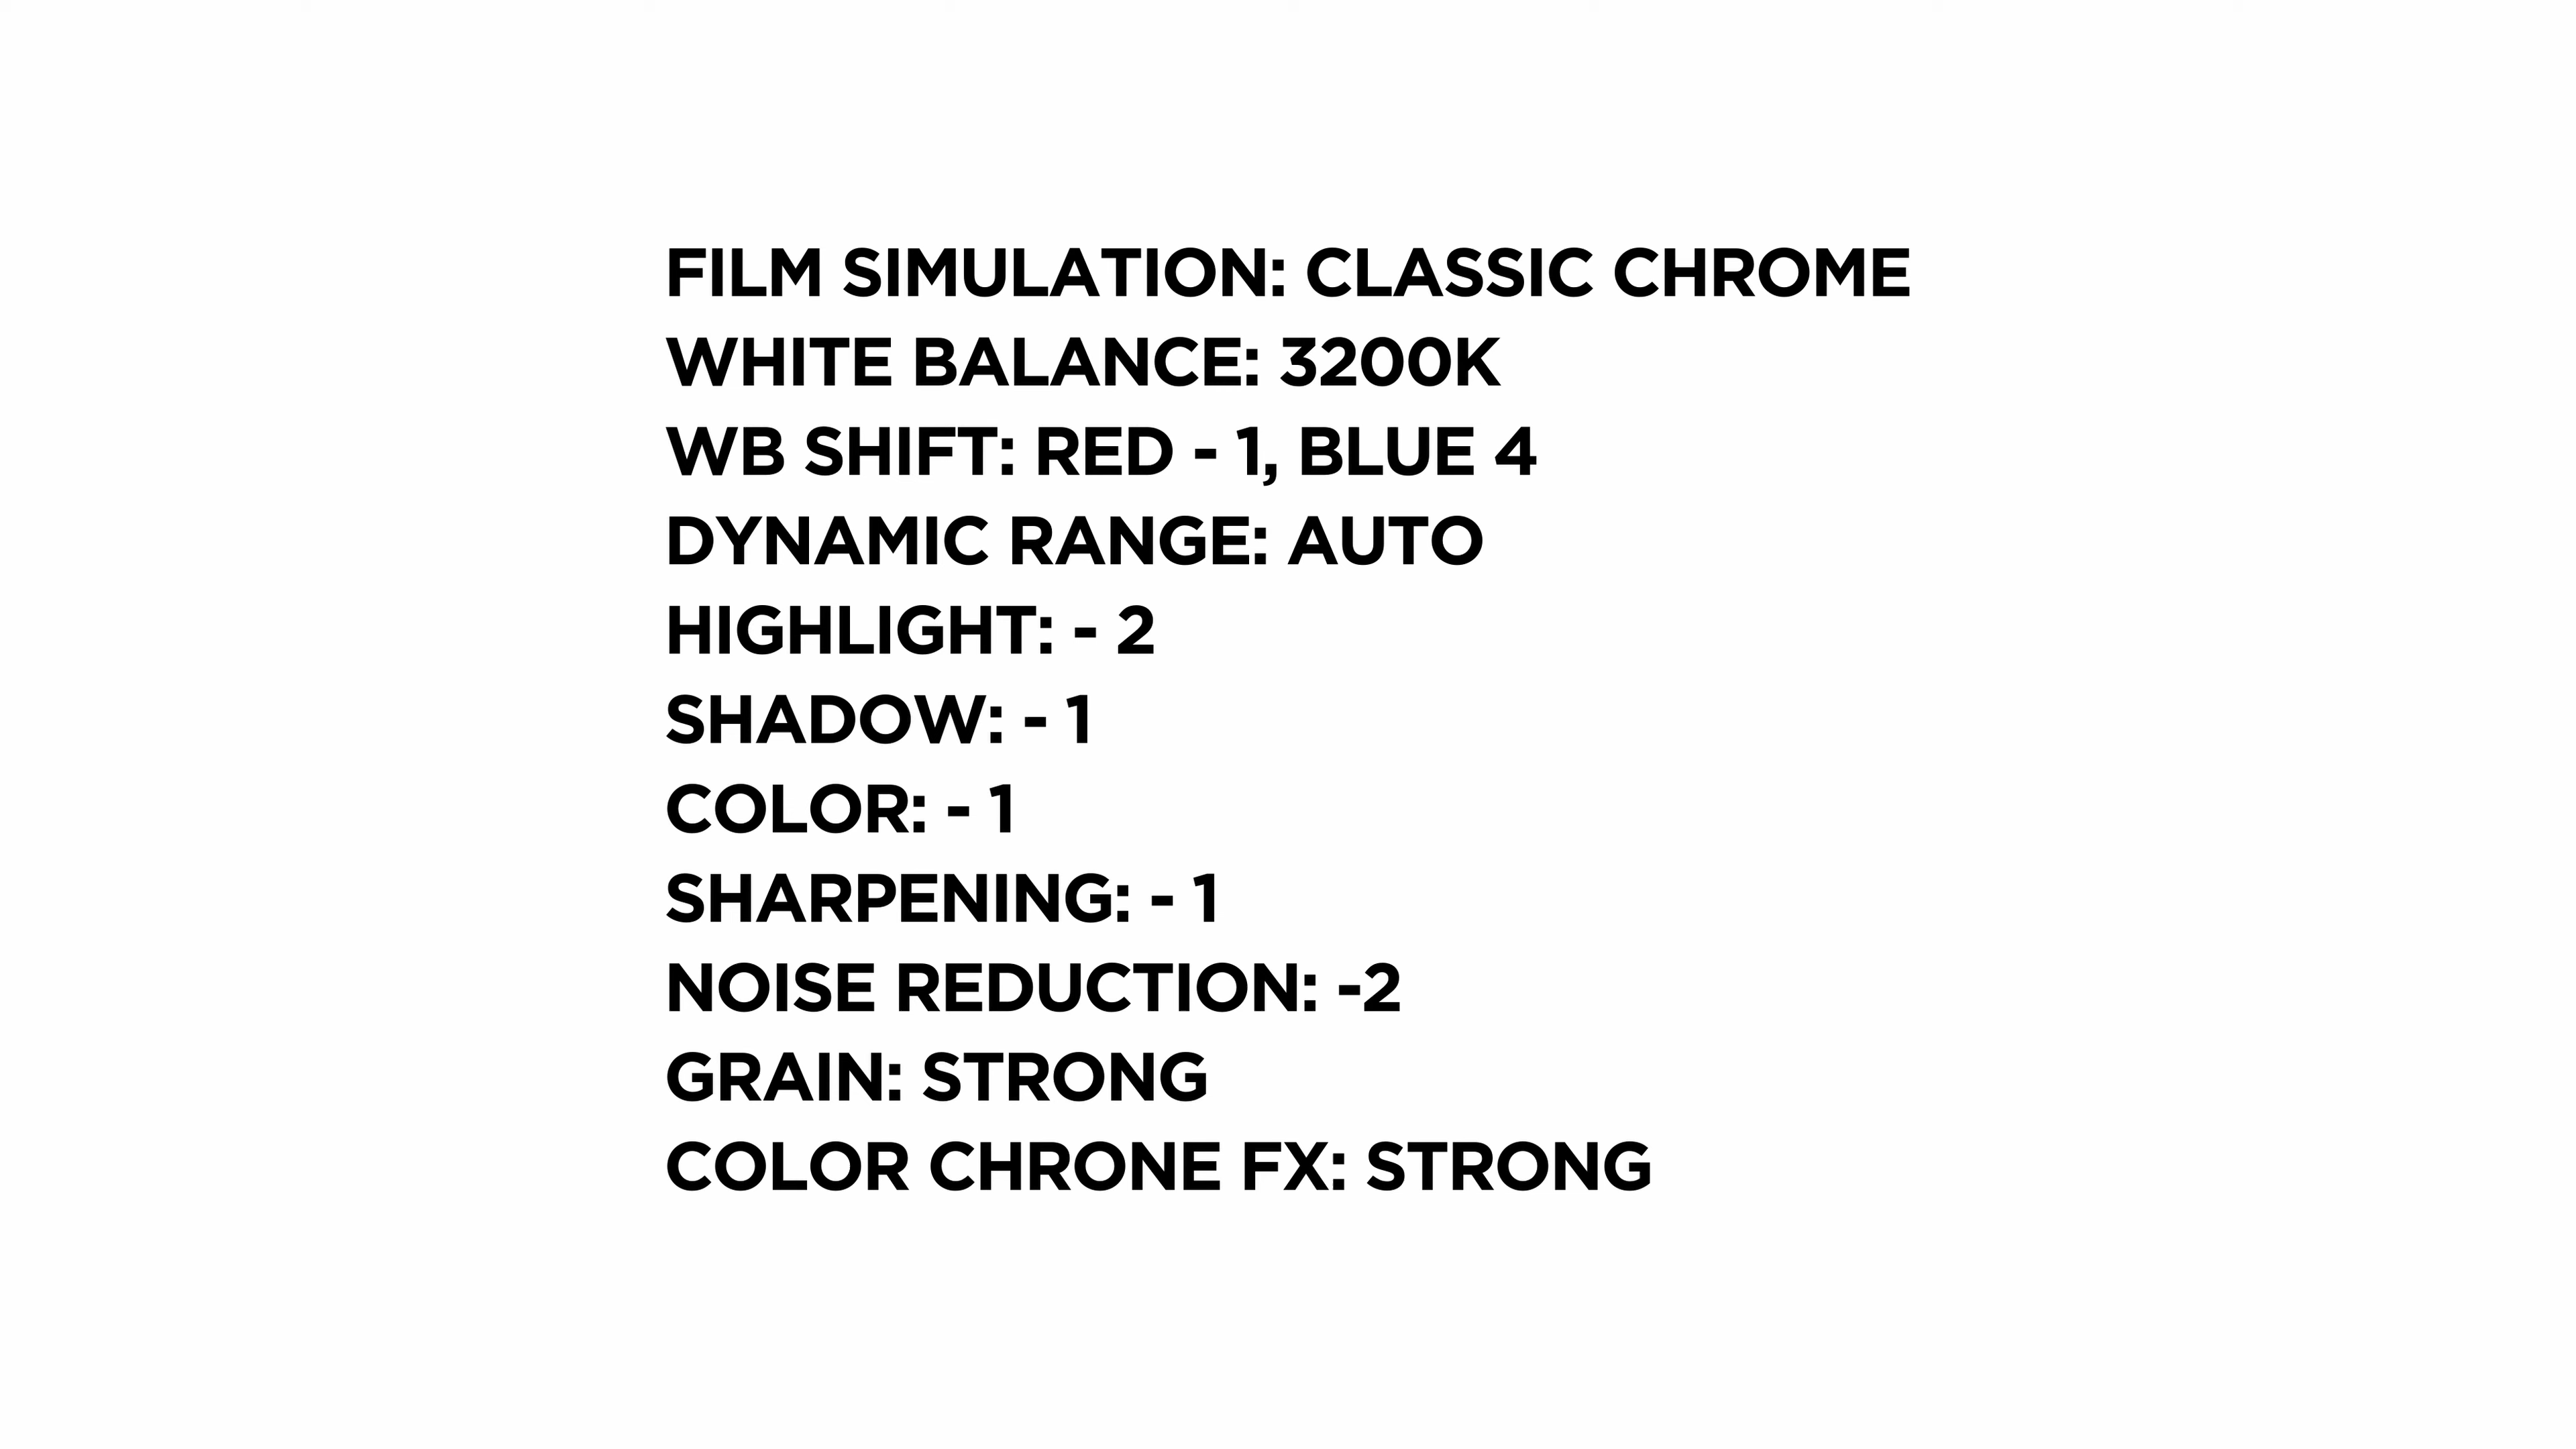 FILM SIMULATION: CLASSIC CHROME
WHITE BALANCE: 3200K
WB SHIFT: RED - 1, BLUE 4
DYNAMIC RANGE: AUTO
HIGHLIGHT: - 2
SHADOW: - 1
COLOR: - 1
SHARPENING: - 1
NOISE REDUCTION: -2
GRAIN: STRONG
COLOR CHRONE FX: STRONG